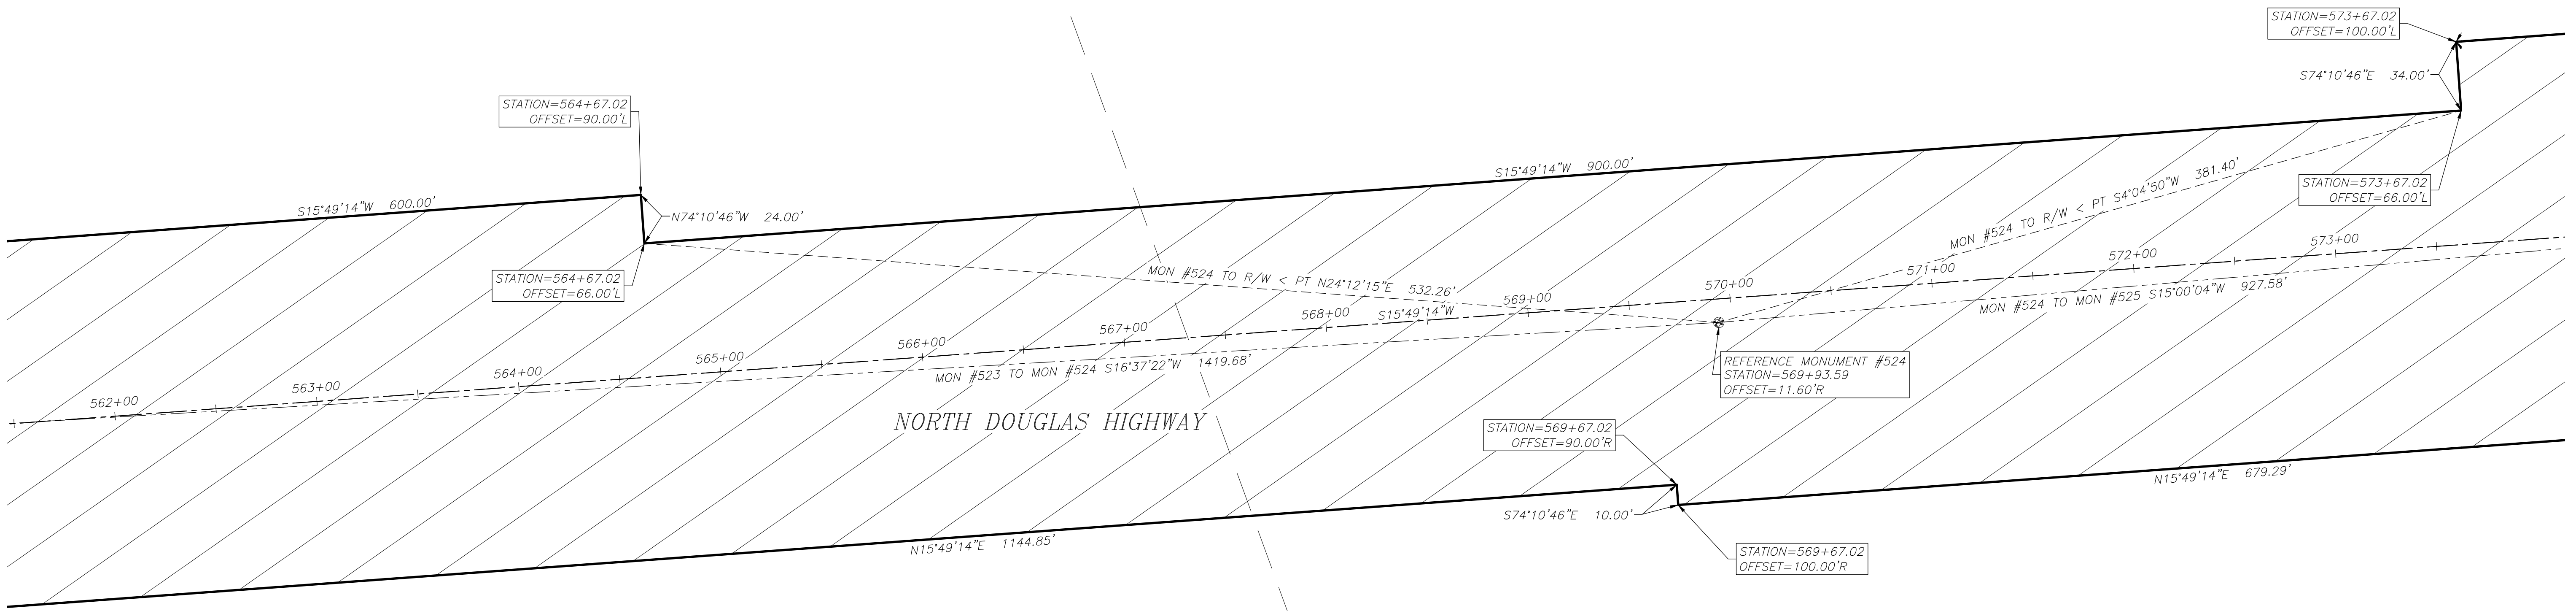 STATION=573+67.02
OFFSET=100.00'L
S74°10'46"E 34.00'
STATION=564+67.02
OFFSET=90.00'L
S15°49'14"W 900.00'
STATION=573+67.02
OFFSET=66.00'L
S15°49'14"W 600.00'
N74°10'46"W 24.00'
MON #524 TO R/W < PT S4°04'50"W 381.40'
STATION=564+67.02
OFFSET=66.00'L
MON #524 TO R/W < PT N24°12'15"E 532.26'
562+00
563+00
564+00
565+00
566+00
567+00
568+00
569+00
570+00
571+00
572+00
573+00
S15°49'14"W
MON #524 TO MON #525 S15°00'04"W 927.58'
MON #523 TO MON #524 S16°37'22"W 1419.68'
REFERENCE MONUMENT #524
STATION=569+93.59
OFFSET=11.60'R
NORTH DOUGLAS HIGHWAY
STATION=569+67.02
OFFSET=90.00'R
N15°49'14"E 679.29'
S74°10'46"E 10.00'
N15°49'14"E 1144.85'
STATION=569+67.02
OFFSET=100.00'R